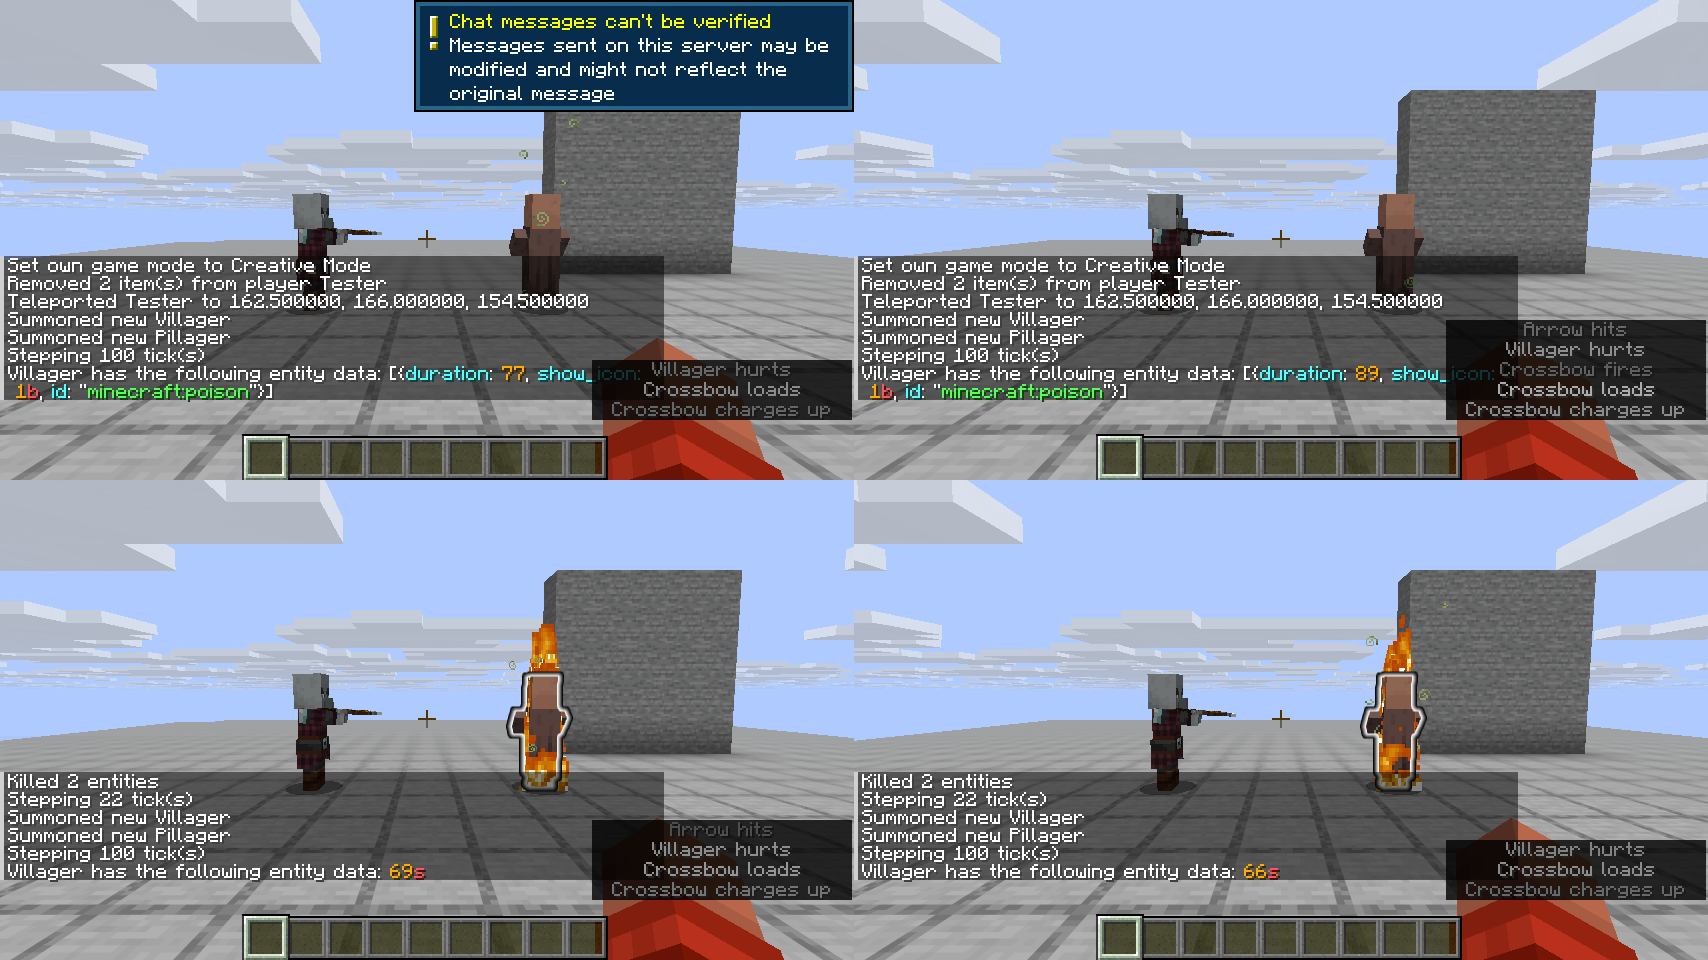 Chat messages can't be verified
Messages sent on this server may be
modified and might not reflect the
original message
Set own game mode to Creative Mode
Removed 2 item(s) from player Tester
Teleported Tester to 162.500000, 166.000000, 154.500000
Summoned new Villager
Summoned new Pillager
Stepping 100 tick(s)
Villager has the following entity data: [{duration: 77, show_icon:
1b, id: "minecraft:poison"}]
Villager hurts
Crossbow loads
Crossbow charges up
Set own game mode to Creative Mode
Removed 2 item(s) from player Tester
Teleported Tester to 162.500000, 166.000000, 154.500000
Summoned new Villager
Summoned new Pillager
Stepping 100 tick(s)
Villager has the following entity data: [{duration: 89, show_icon:
1b, id: "minecraft:poison"}]
Arrow hits
Villager hurts
Crossbow fires
Crossbow loads
Crossbow charges up
Killed 2 entities
Stepping 22 tick(s)
Summoned new Villager
Summoned new Pillager
Stepping 100 tick(s)
Villager has the following entity data: 69s
Arrow hits
Villager hurts
Crossbow loads
Crossbow charges up
Killed 2 entities
Stepping 22 tick(s)
Summoned new Villager
Summoned new Pillager
Stepping 100 tick(s)
Villager has the following entity data: 66s
Villager hurts
Crossbow loads
Crossbow charges up